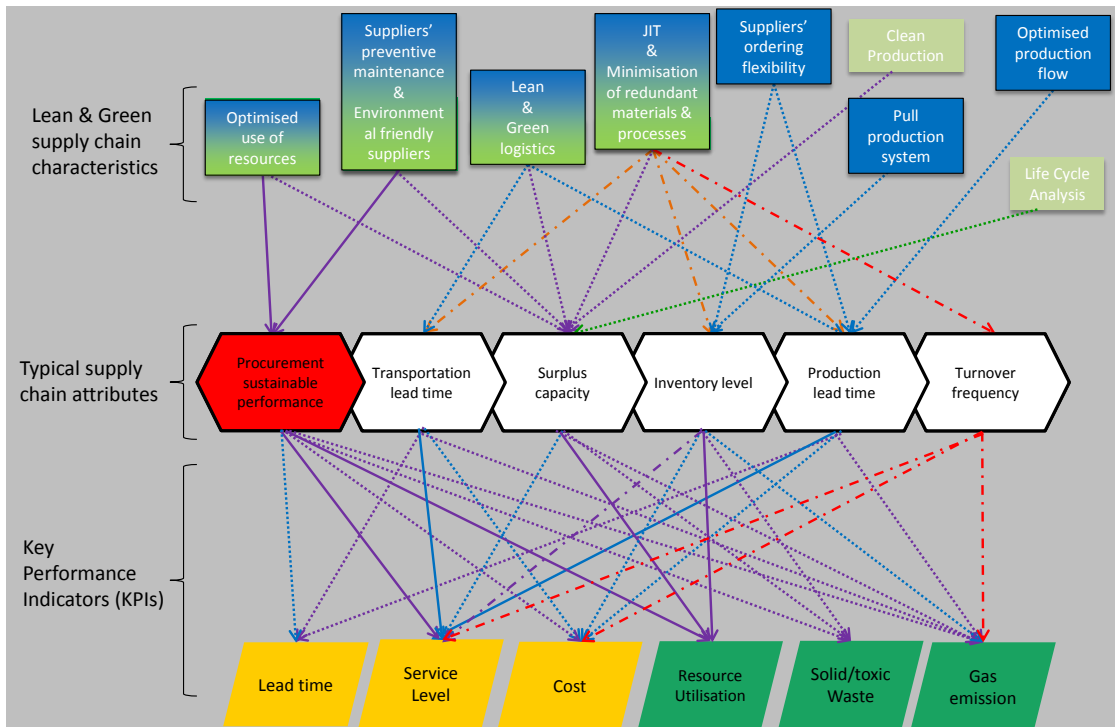 Lean & Green
supply chain
characteristics
Optimised
use of
resources
Suppliers'
preventive
maintenance
&
Environment
al friendly
suppliers
Lean
&
Green
logistics
JIT
&
Minimisation
of redundant
materials &
processes
Suppliers'
ordering
flexibility
Clean
Production
Pull
production
system
Optimised
production
flow
Life Cycle
Analysis
Typical supply
chain attributes
Procurement
sustainable
performance
Transportation
lead time
Surplus
capacity
Inventory level
Production
lead time
Turnover
frequency
Key
Performance
Indicators (KPIs)
Lead time
Service
Level
Cost
Resource
Utilisation
Solid/toxic
Waste
Gas
emission